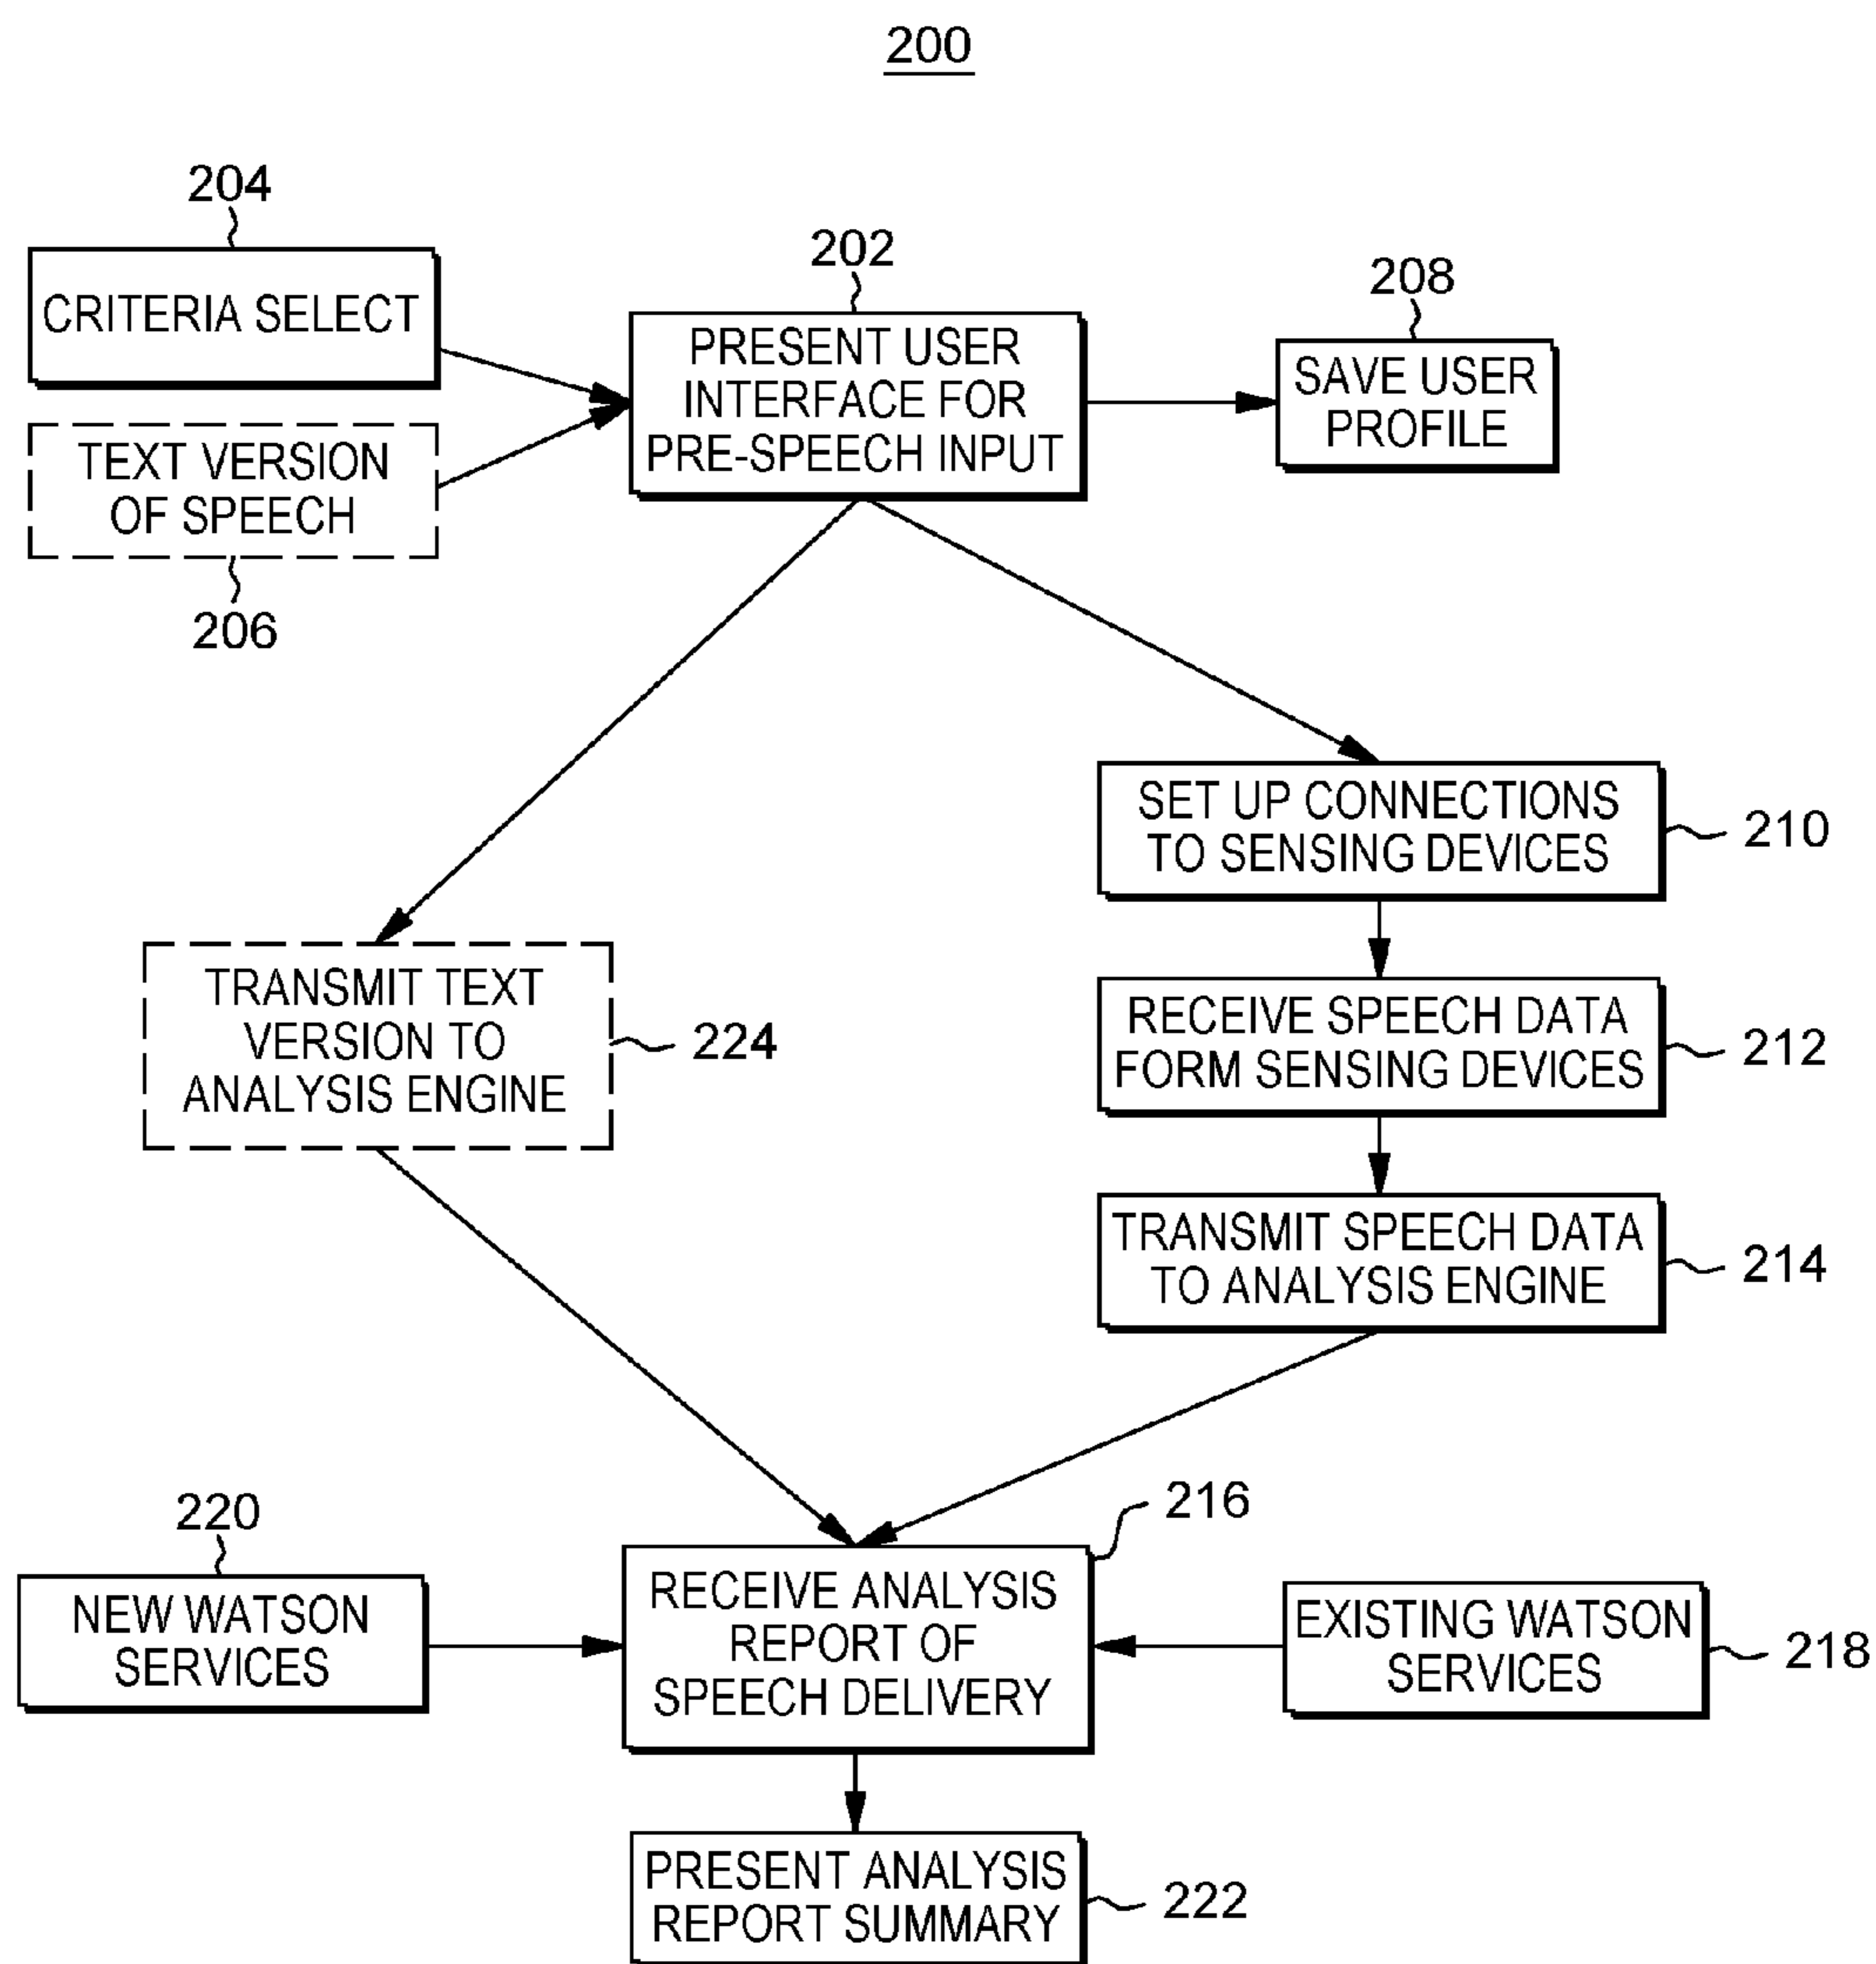 200
204
CRITERIA SELECT
TEXT VERSION
OF SPEECH
206
202
PRESENT USER
INTERFACE FOR
PRE-SPEECH INPUT
208
SAVE USER
PROFILE
SET UP CONNECTIONS
TO SENSING DEVICES
210
TRANSMIT TEXT
VERSION TO
ANALYSIS ENGINE
224
RECEIVE SPEECH DATA
FORM SENSING DEVICES
212
TRANSMIT SPEECH DATA
TO ANALYSIS ENGINE
214
220
NEW WATSON
SERVICES
216
RECEIVE ANALYSIS
REPORT OF
SPEECH DELIVERY
EXISTING WATSON
SERVICES
218
PRESENT ANALYSIS
REPORT SUMMARY
222